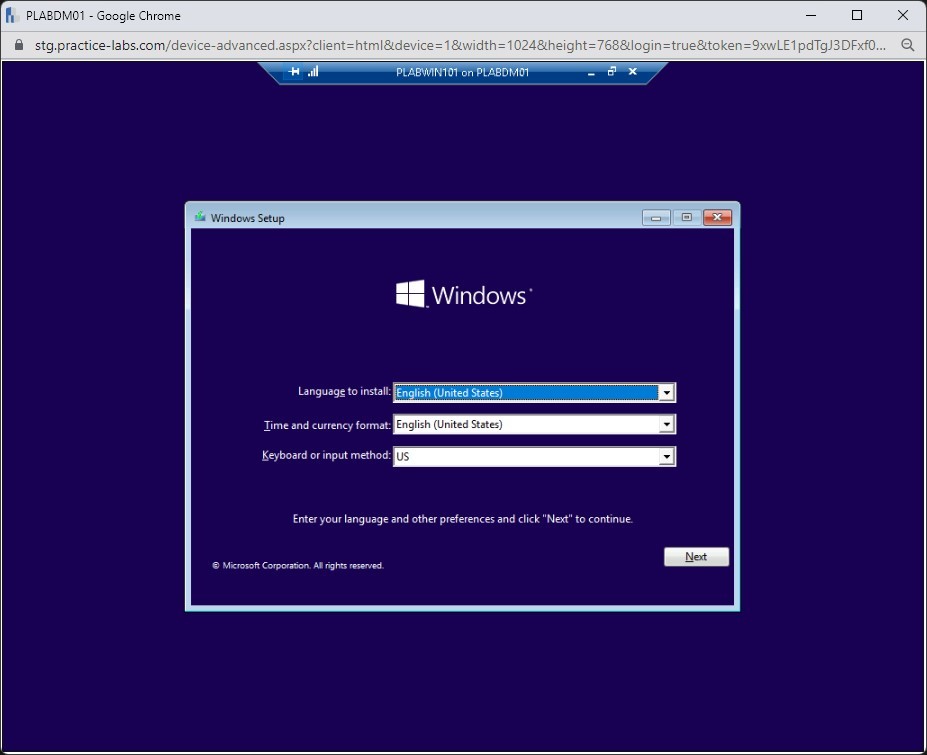 PLABDM01 - Google Chrome
stg.practice-labs.com/device-advanced.aspx?client=html&device=1&width=1024&height=768&login=true&token=9xwLE1pdTgJ3DFxf0...
PLABWIN101 on PLABDM01
Windows Setup
Windows
Language to install: English (United States)
Time and currency format: English (United States)
Keyboard or input method: US
Enter your language and other preferences and click "Next" to continue.
Next
© Microsoft Corporation. All rights reserved.